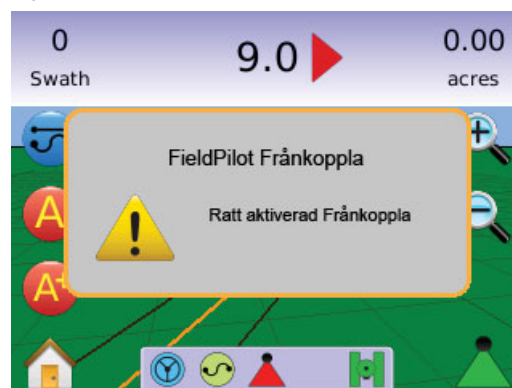 0
Swath
9.0
0.00
acres
FieldPilot Frånkoppla
Ratt aktiverad Frånkoppla
A
A+